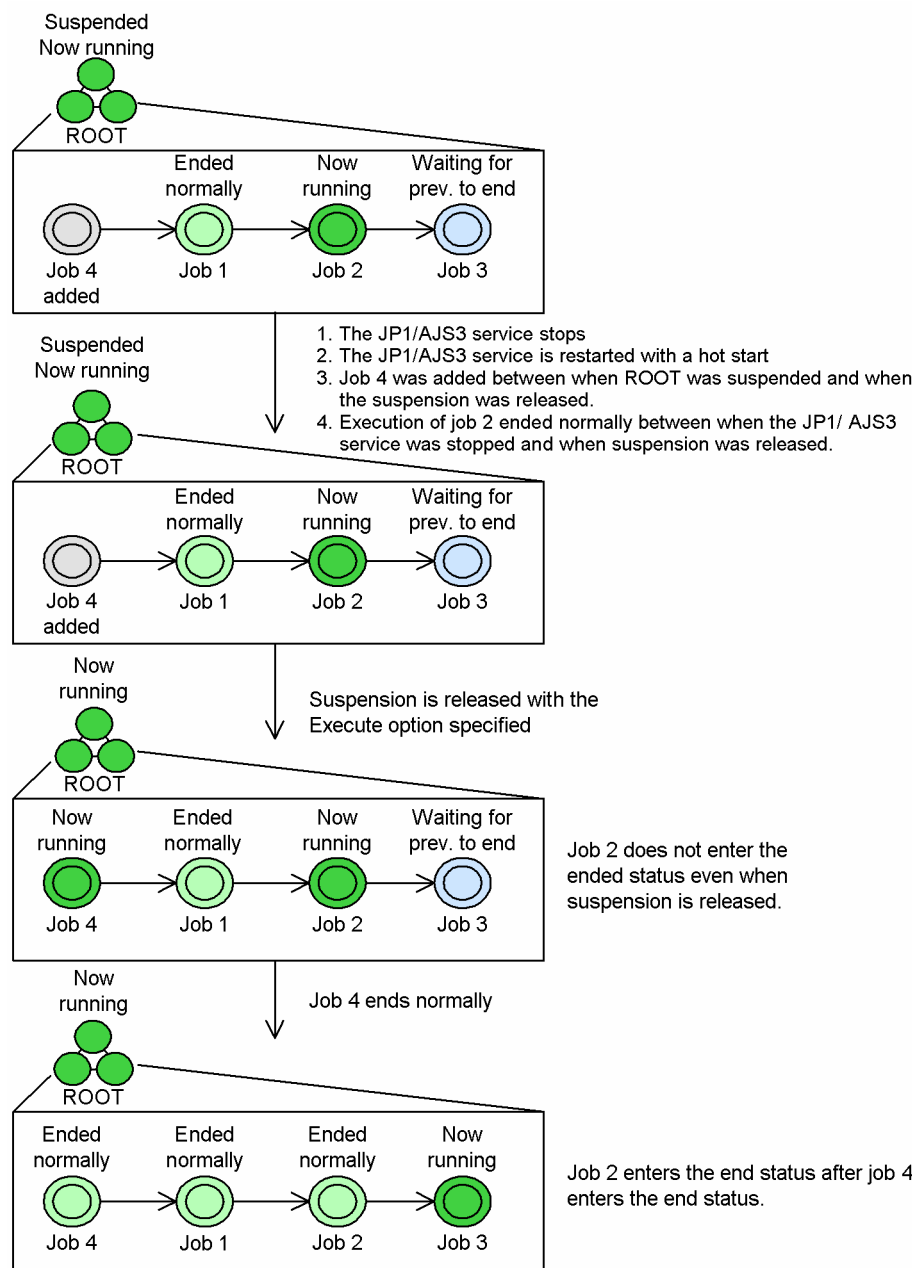 Suspended
Now running
ROOT
Ended
normally
Now
running
Waiting for
prev. to end
Job 4
added
Job 1
Job 2
Job 3
1. The JP1/AJS3 service stops
2. The JP1/AJS3 service is restarted with a hot start
3. Job 4 was added between when ROOT was suspended and when
the suspension was released.
4. Execution of job 2 ended normally between when the JP1/ AJS3
service was stopped and when suspension was released.
Suspended
Now running
ROOT
Ended
normally
Now
running
Waiting for
prev. to end
Job 4
added
Job 1
Job 2
Job 3
Suspension is released with the
Execute option specified
Now
running
ROOT
Now
running
Ended
normally
Now
running
Waiting for
prev. to end
Job 4
Job 1
Job 2
Job 3
Job 2 does not enter the
ended status even when
suspension is released.
Job 4 ends normally
Now
running
ROOT
Ended
normally
Ended
normally
Ended
normally
Now
running
Job 4
Job 1
Job 2
Job 3
Job 2 enters the end status after job 4
enters the end status.